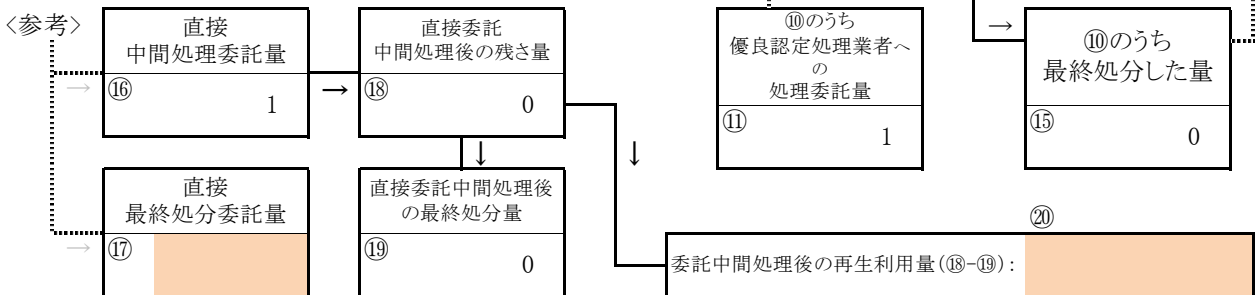 〈参考〉
直接
中間処理委託量
⑯
1
→
→
直接委託
中間処理後の残さ量
⑱
0
⑩のうち
優良認定処理業者へ
の
処理委託量
⑪
1
→
⑩のうち
最終処分した量
⑮
0
↓
↓
直接
最終処分委託量
⑰
→
直接委託中間処理後
の最終処分量
⑲
0
⑳
委託中間処理後の再生利用量(⑱-⑲):